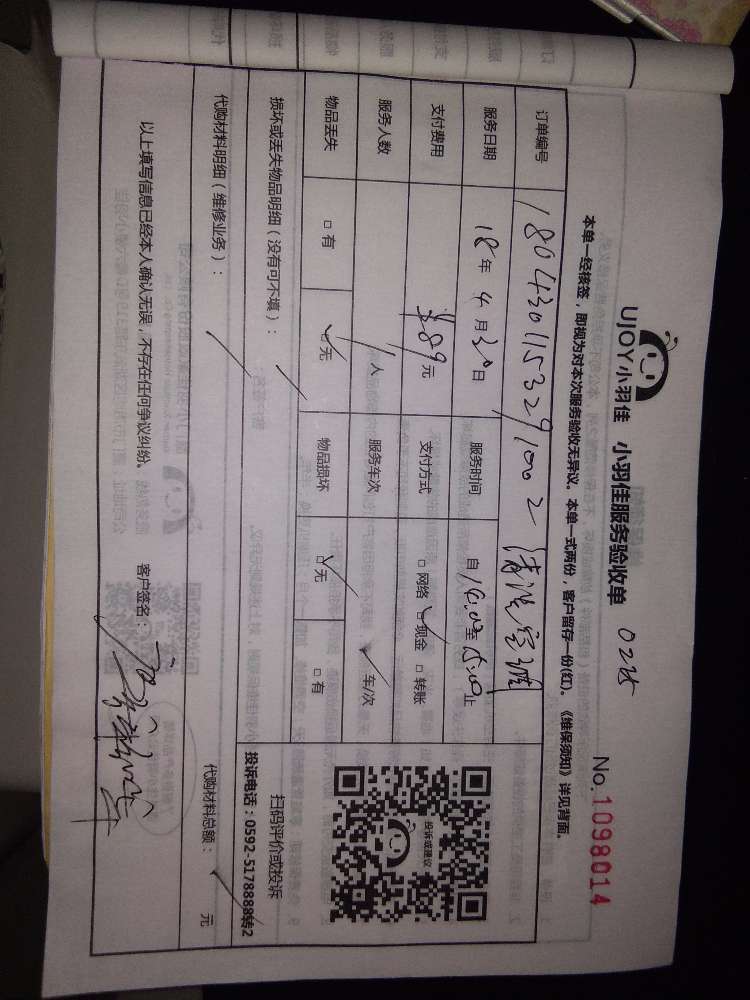 UJOY小羽佳 小羽佳服务验收单 0225
No.1098014
本单一经核签，即视为对本次服务验收无异议。本单一式两份，客户留存一份(红)。《维保须知》详见背面。
订单编号 180430115329100 2 清洗空调
服务日期 18年 4月30日 服务时间 自14:00至15:00止
支付费用 ¥89元 支付方式 □网络 ☑现金 □转账
服务人数 1人 服务车次 / 车/次
物品丢失 □有 ☑无 物品损坏 ☑无 □有
损坏或丢失物品明细（没有可不填）： /
投诉或建议
扫码评价或投诉
投诉电话：0592-5178888转2
代购材料明细（维修业务）： / 代购材料总额： / 元
以上填写信息已经本人确认无误，不存在任何争议纠纷。 客户签名：